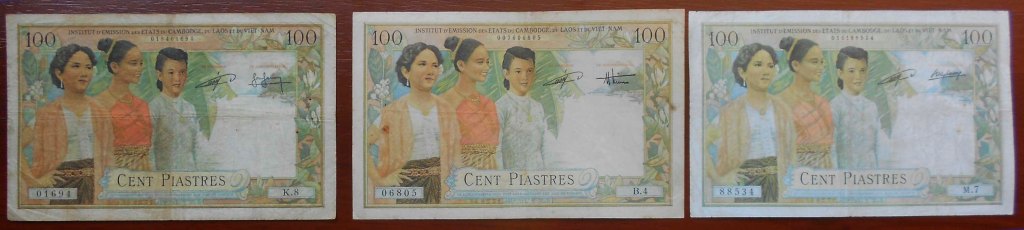 100 INSTITUT D'EMISSION DES ETATS DU CAMBODGE, DU LAOS ET DU VIET-NAM 100
CENT PIASTRES
01694 K.8
100 INSTITUT D'EMISSION DES ETATS DU CAMBODGE, DU LAOS ET DU VIET-NAM 100
CENT PIASTRES
06805 B.4
100 INSTITUT D'EMISSION DES ETATS DU CAMBODGE, DU LAOS ET DU VIET-NAM 100
CENT PIASTRES
88534 M.7